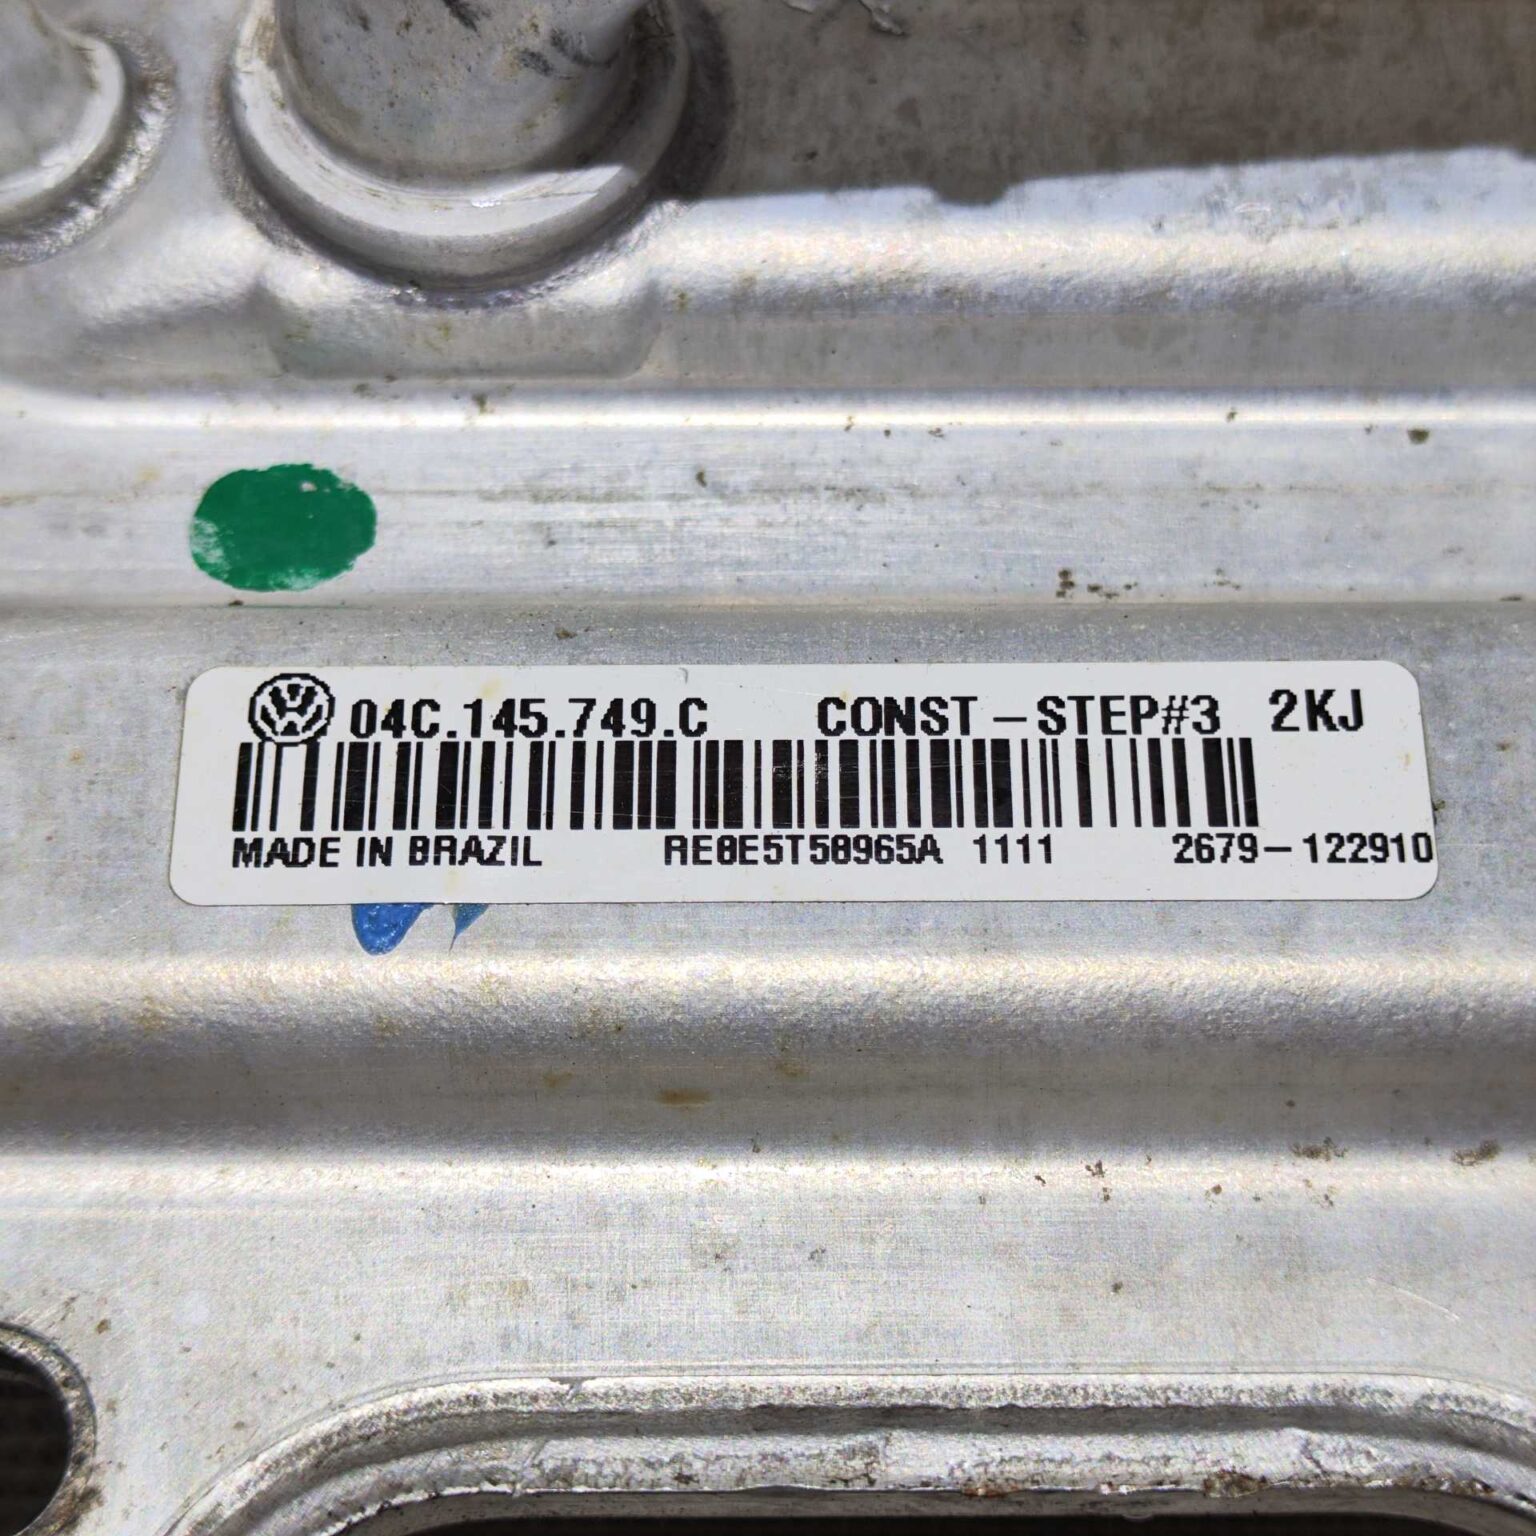 04C.145.749.C CONST-STEP#3 2KJ
MADE IN BRAZIL RE8E5T58965A 1111 2679-122910